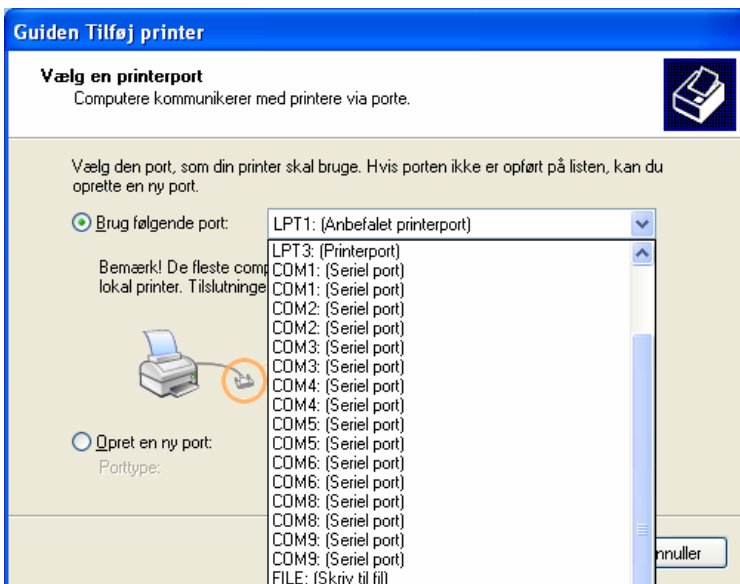 Guiden Tilføj printer
Vælg en printerport
Computere kommunikerer med printere via porte.
Vælg den port, som din printer skal bruge. Hvis porten ikke er opført på listen, kan du
oprette en ny port.
Brug følgende port:
LPT1: (Anbefalet printerport)
LPT3: (Printerport)
Bemærk! De fleste comp
COM1: (Seriel port)
lokal printer. Tilslutninge
COM1: (Seriel port)
COM2: (Seriel port)
COM2: (Seriel port)
COM3: (Seriel port)
COM3: (Seriel port)
COM4: (Seriel port)
COM4: (Seriel port)
COM5: (Seriel port)
Opret en ny port:
COM5: (Seriel port)
Porttype:
COM6: (Seriel port)
COM6: (Seriel port)
COM8: (Seriel port)
COM8: (Seriel port)
COM9: (Seriel port)
COM9: (Seriel port)
nnuller
FILE: (Skriv til fil)